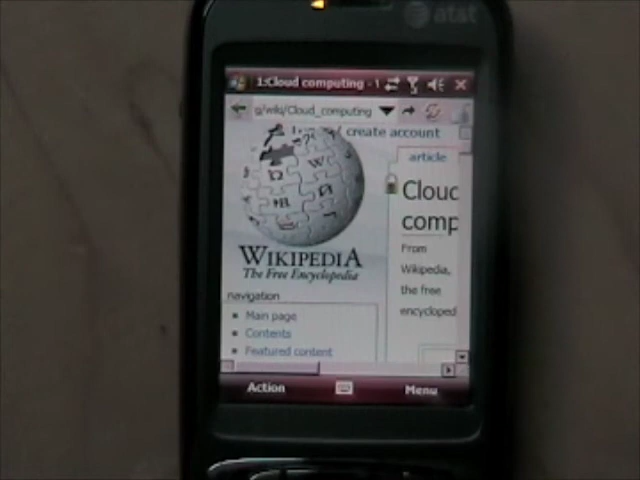 at&t
1:Cloud computing -
g/wiki/Cloud_computing
create account
article
Cloud
comp
WIKIPEDIA
The Free Encyclopedia
From
Wikipedia,
the free
encycloped
navigation
Main page
Contents
Featured content
Action
Menu